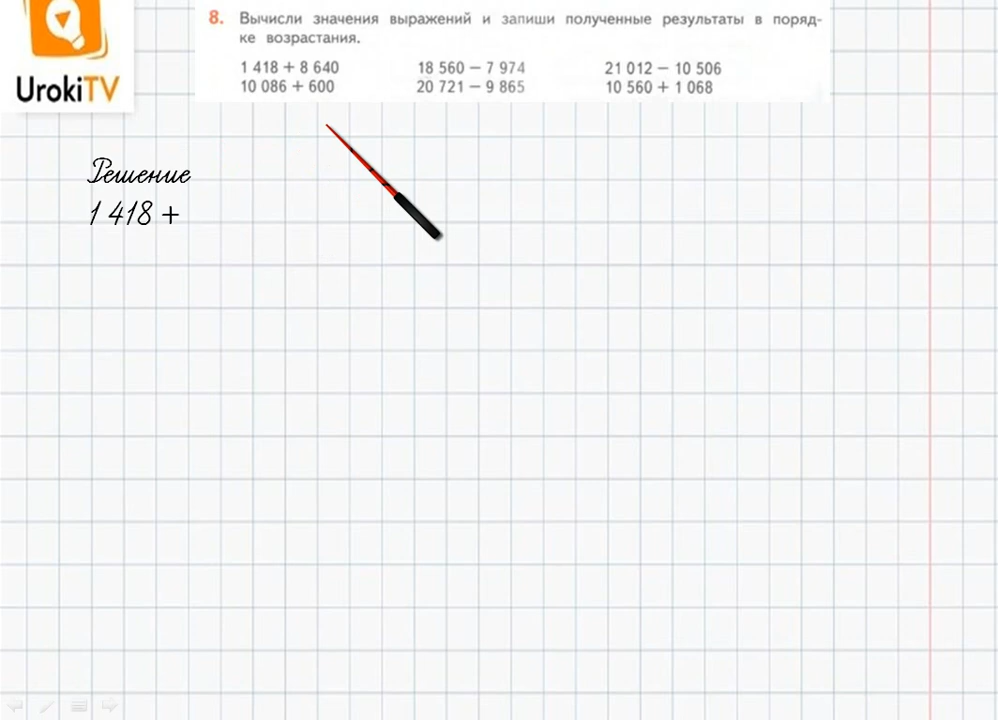 8. Вычисли значения выражений и запиши полученные результаты в поряд-
ке возрастания.
1 418 + 8 640 18 560 − 7 974 21 012 − 10 506
10 086 + 600 20 721 − 9 865 10 560 + 1 068
UrokiTV
Решение
1 418 +